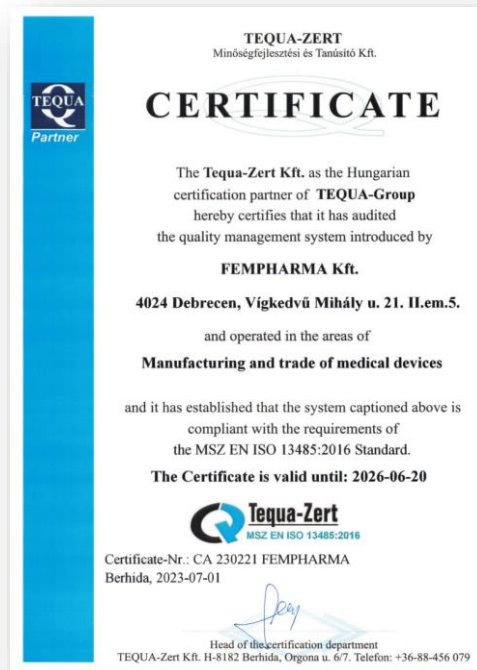 TEQUA-ZERT
Minőségfejlesztési és Tanúsító Kft.
TEQUA
Partner
CERTIFICATE
The Tequa-Zert Kft. as the Hungarian
certification partner of TEQUA-Group
hereby certifies that it has audited
the quality management system introduced by
FEMPHARMA Kft.
4024 Debrecen, Vígkedvű Mihály u. 21. II.em.5.
and operated in the areas of
Manufacturing and trade of medical devices
and it has established that the system captioned above is
compliant with the requirements of
the MSZ EN ISO 13485:2016 Standard.
The Certificate is valid until: 2026-06-20
Tequa-Zert
MSZ EN ISO 13485:2016
Certificate-Nr.: CA 230221 FEMPHARMA
Berhida, 2023-07-01
Head of the certification department
TEQUA-Zert Kft. H-8182 Berhida, Orgona u. 6/7. Telefon: +36-88-456 079